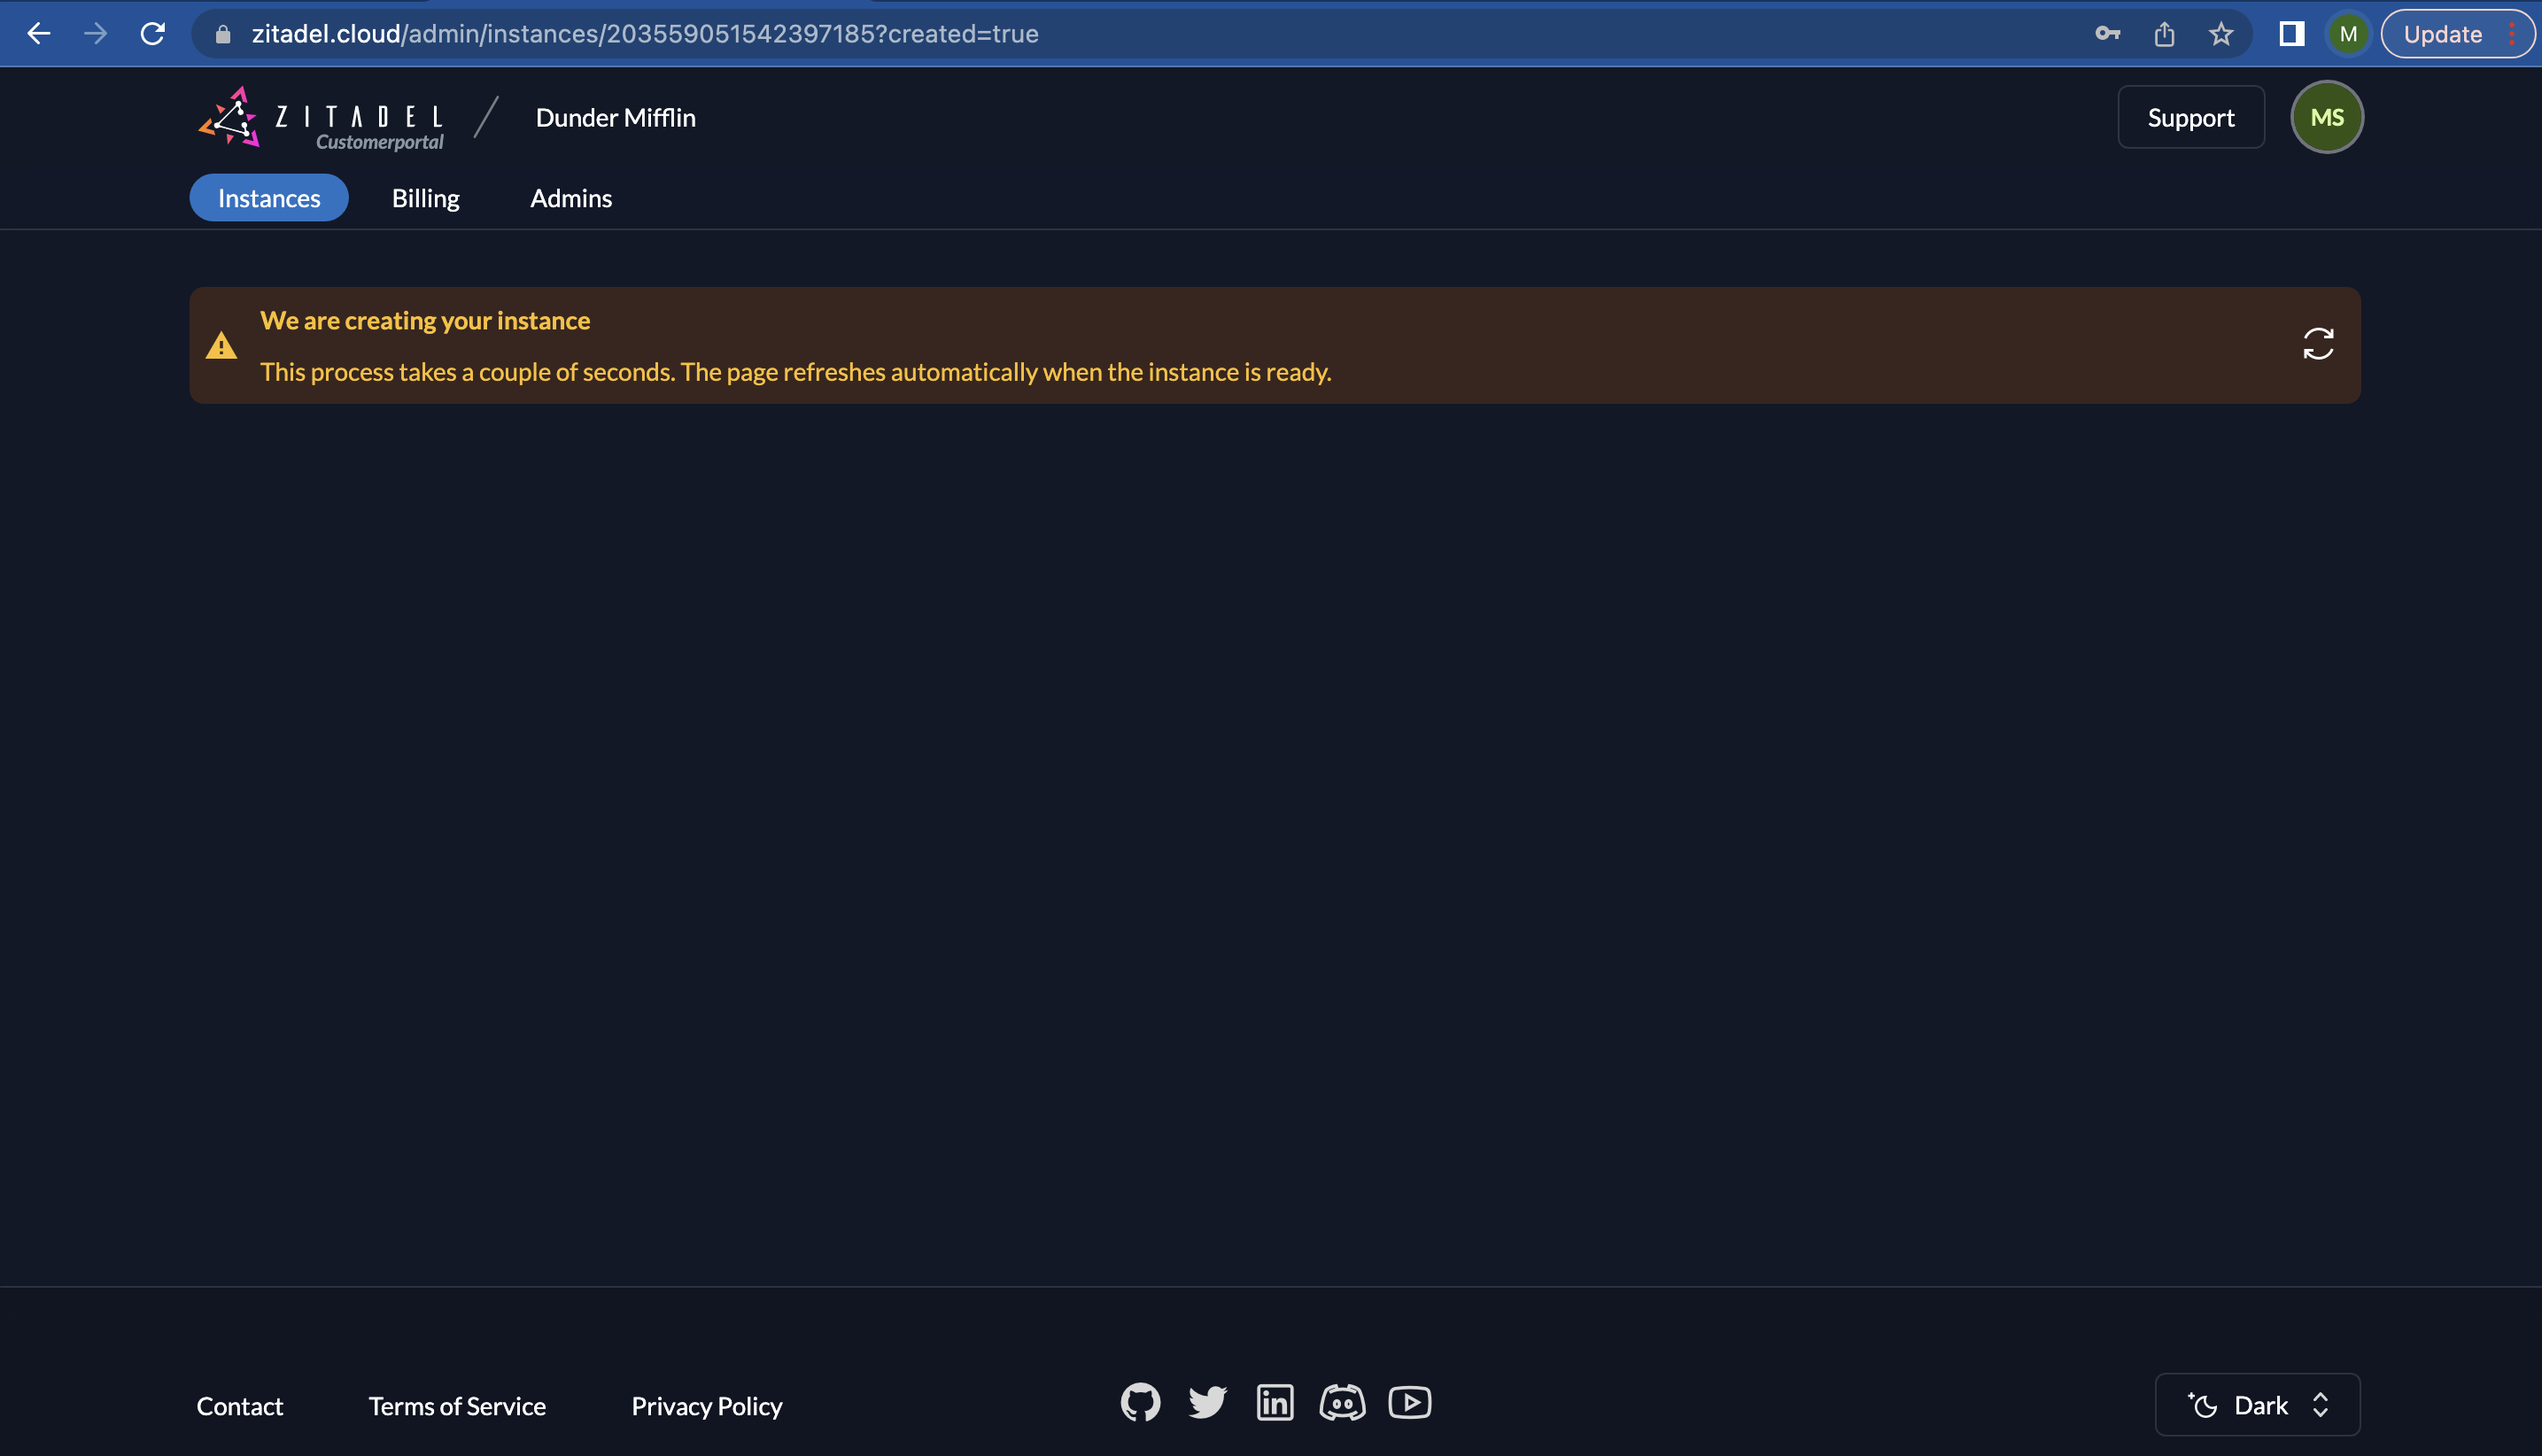 zitadel.cloud/admin/instances/203559051542397185?created=true
M
Update
ZITADEL
Customerportal
Dunder Mifflin
Support
MS
Instances
Billing
Admins
We are creating your instance
This process takes a couple of seconds. The page refreshes automatically when the instance is ready.
Contact
Terms of Service
Privacy Policy
in
Dark